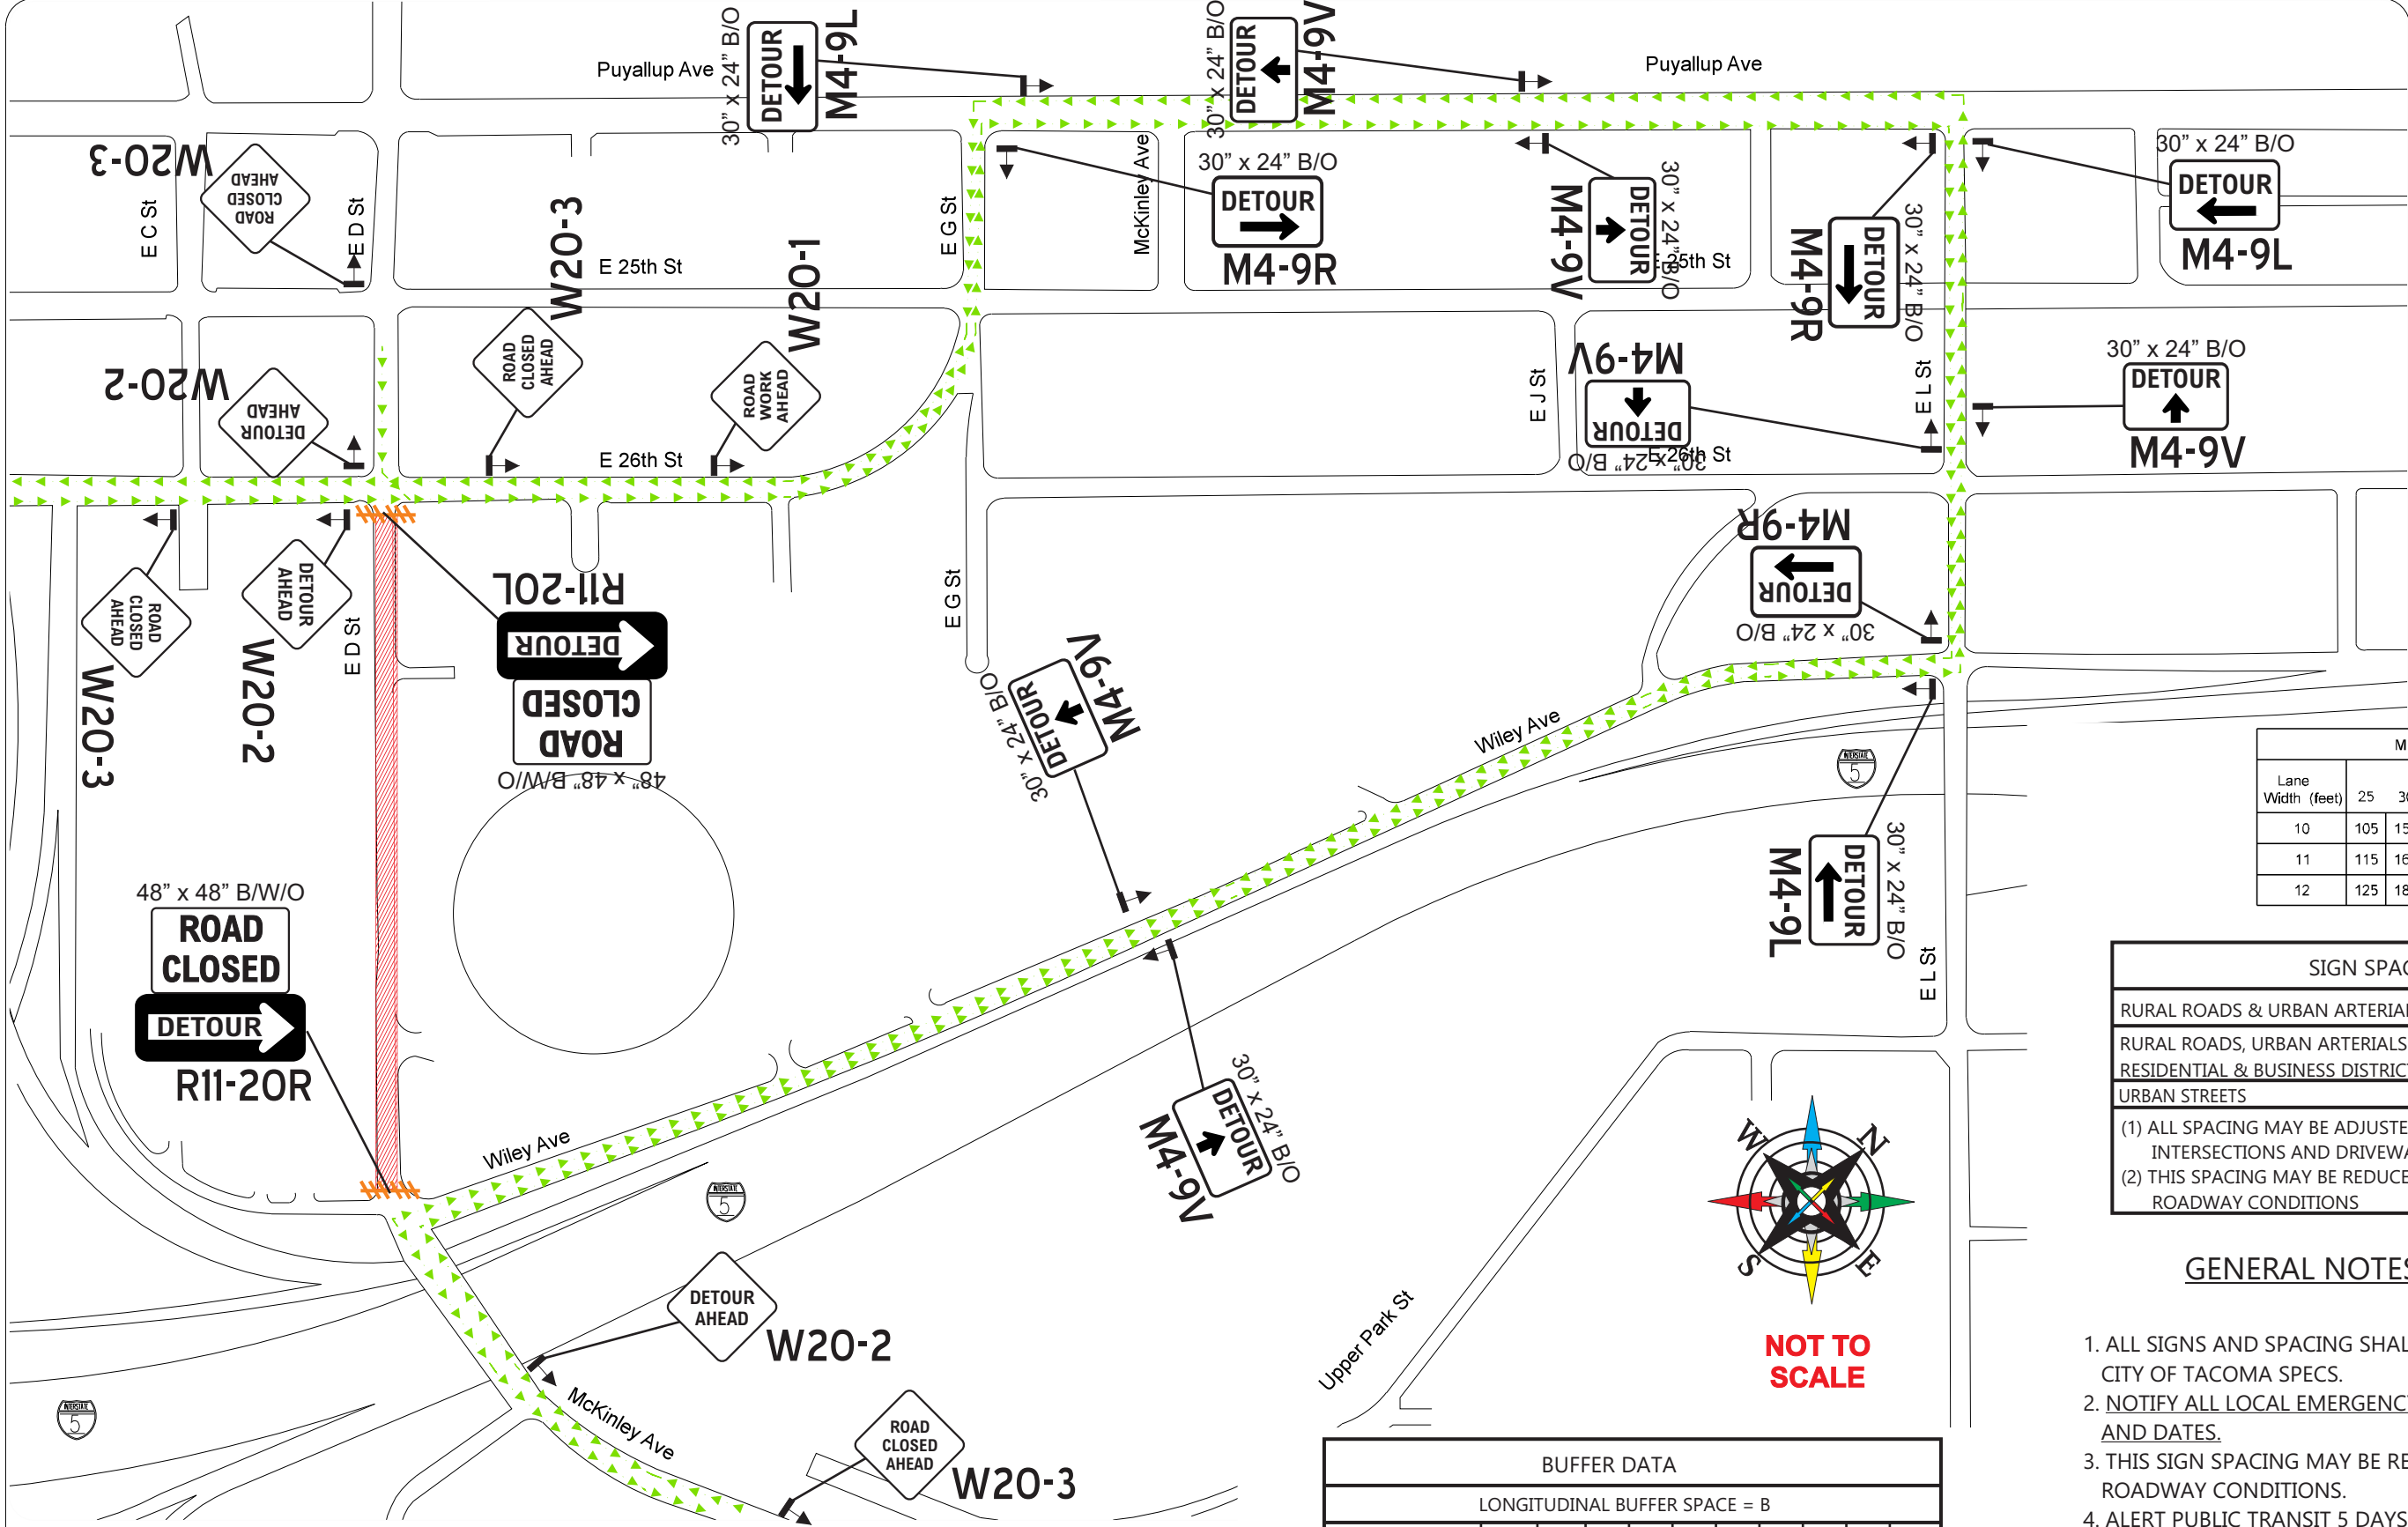 Puyallup Ave
30” x 24” B/O
DETOUR
M4-9L
30” x 24” B/O
DETOUR
M4-9V
Puyallup Ave
W20-3
ROAD
CLOSED
AHEAD
E C St
E D St
W20-3
E 25th St
W20-1
E G St
McKinley Ave
30” x 24” B/O
DETOUR
M4-9R
M4-9V
DETOUR
30” x 24” B/O
E 25th St
M4-9R
DETOUR
30” x 24” B/O
30” x 24” B/O
DETOUR
M4-9L
W20-2
DETOUR
AHEAD
ROAD
CLOSED
AHEAD
ROAD
WORK
AHEAD
E 26th St
E J St
M4-9V
DETOUR
30” x 24” B/O
E 26th St
E L St
30” x 24” B/O
DETOUR
M4-9V
ROAD
CLOSED
AHEAD
W20-3
DETOUR
AHEAD
W20-2
E D St
R11-20L
DETOUR
ROAD
CLOSED
48” x 48” B/W/O
E G St
M4-9V
DETOUR
30” x 24” B/O
M4-9R
DETOUR
30” x 24” B/O
Wiley Ave
INTERSTATE
5
M4-9L
DETOUR
30” x 24” B/O
E L St
48” x 48” B/W/O
ROAD
CLOSED
DETOUR
R11-20R
Wiley Ave
INTERSTATE
5
30” x 24” B/O
DETOUR
M4-9V
DETOUR
AHEAD
W20-2
McKinley Ave
INTERSTATE
5
ROAD
CLOSED
AHEAD
W20-3
Upper Park St
W
N
S
E
NOT TO
SCALE
BUFFER DATA
LONGITUDINAL BUFFER SPACE = B
M
Lane
Width (feet) 25
10 105
11 115
12 125
SIGN SPAC
RURAL ROADS & URBAN ARTERIAL
RURAL ROADS, URBAN ARTERIALS
RESIDENTIAL & BUSINESS DISTRICT
URBAN STREETS
(1) ALL SPACING MAY BE ADJUSTE
INTERSECTIONS AND DRIVEWA
(2) THIS SPACING MAY BE REDUCE
ROADWAY CONDITIONS
GENERAL NOTES
1. ALL SIGNS AND SPACING SHAL
CITY OF TACOMA SPECS.
2. NOTIFY ALL LOCAL EMERGENC
AND DATES.
3. THIS SIGN SPACING MAY BE RE
ROADWAY CONDITIONS.
4. ALERT PUBLIC TRANSIT 5 DAYS